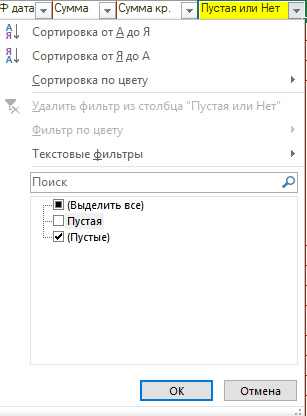 Ф дата Сумма Сумма кр. Пустая или Нет
Сортировка от А до Я
Сортировка от Я до А
Сортировка по цвету
Удалить фильтр из столбца "Пустая или Нет"
Фильтр по цвету
Текстовые фильтры
Поиск
(Выделить все)
Пустая
(Пустые)
ОК Отмена